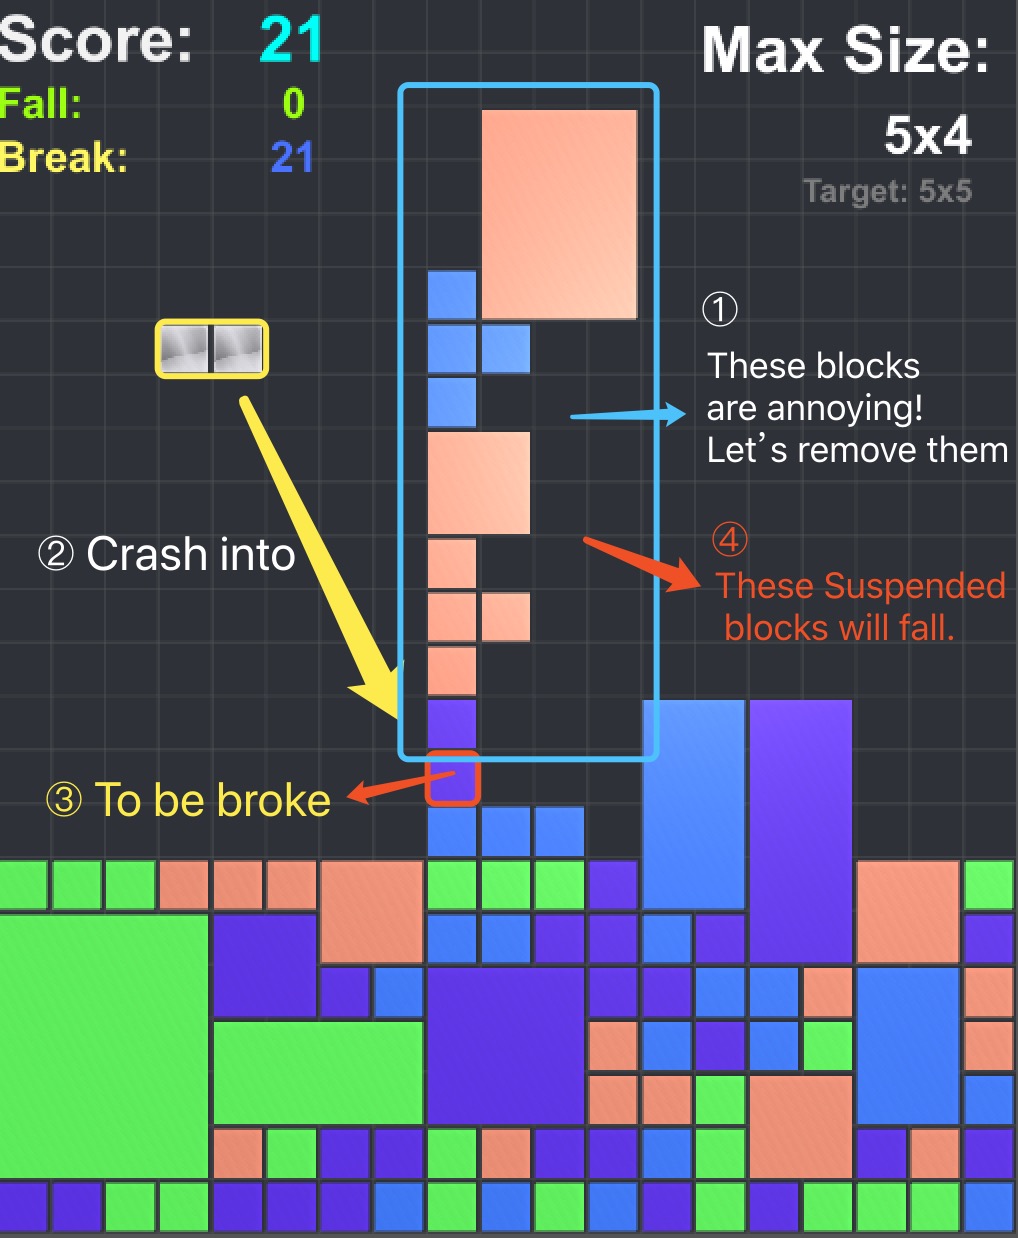 Score: 21
Fall: 0
Break: 21
Max Size:
5x4
Target: 5x5
①
These blocks
are annoying!
Let’s remove them
② Crash into
④
These Suspended
blocks will fall.
③ To be broke